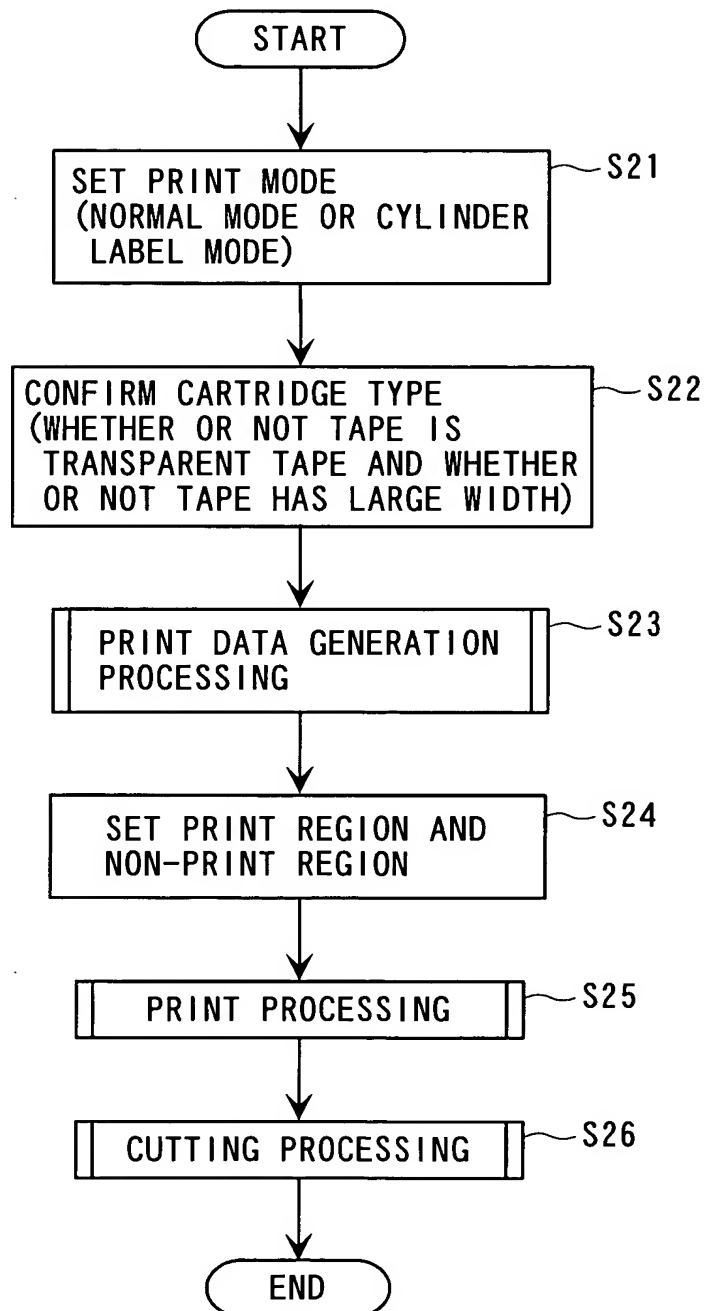 START
SET PRINT MODE
(NORMAL MODE OR CYLINDER
LABEL MODE)
S21
CONFIRM CARTRIDGE TYPE
(WHETHER OR NOT TAPE IS
TRANSPARENT TAPE AND WHETHER
OR NOT TAPE HAS LARGE WIDTH)
S22
PRINT DATA GENERATION
PROCESSING
S23
SET PRINT REGION AND
NON-PRINT REGION
S24
PRINT PROCESSING
S25
CUTTING PROCESSING
S26
END